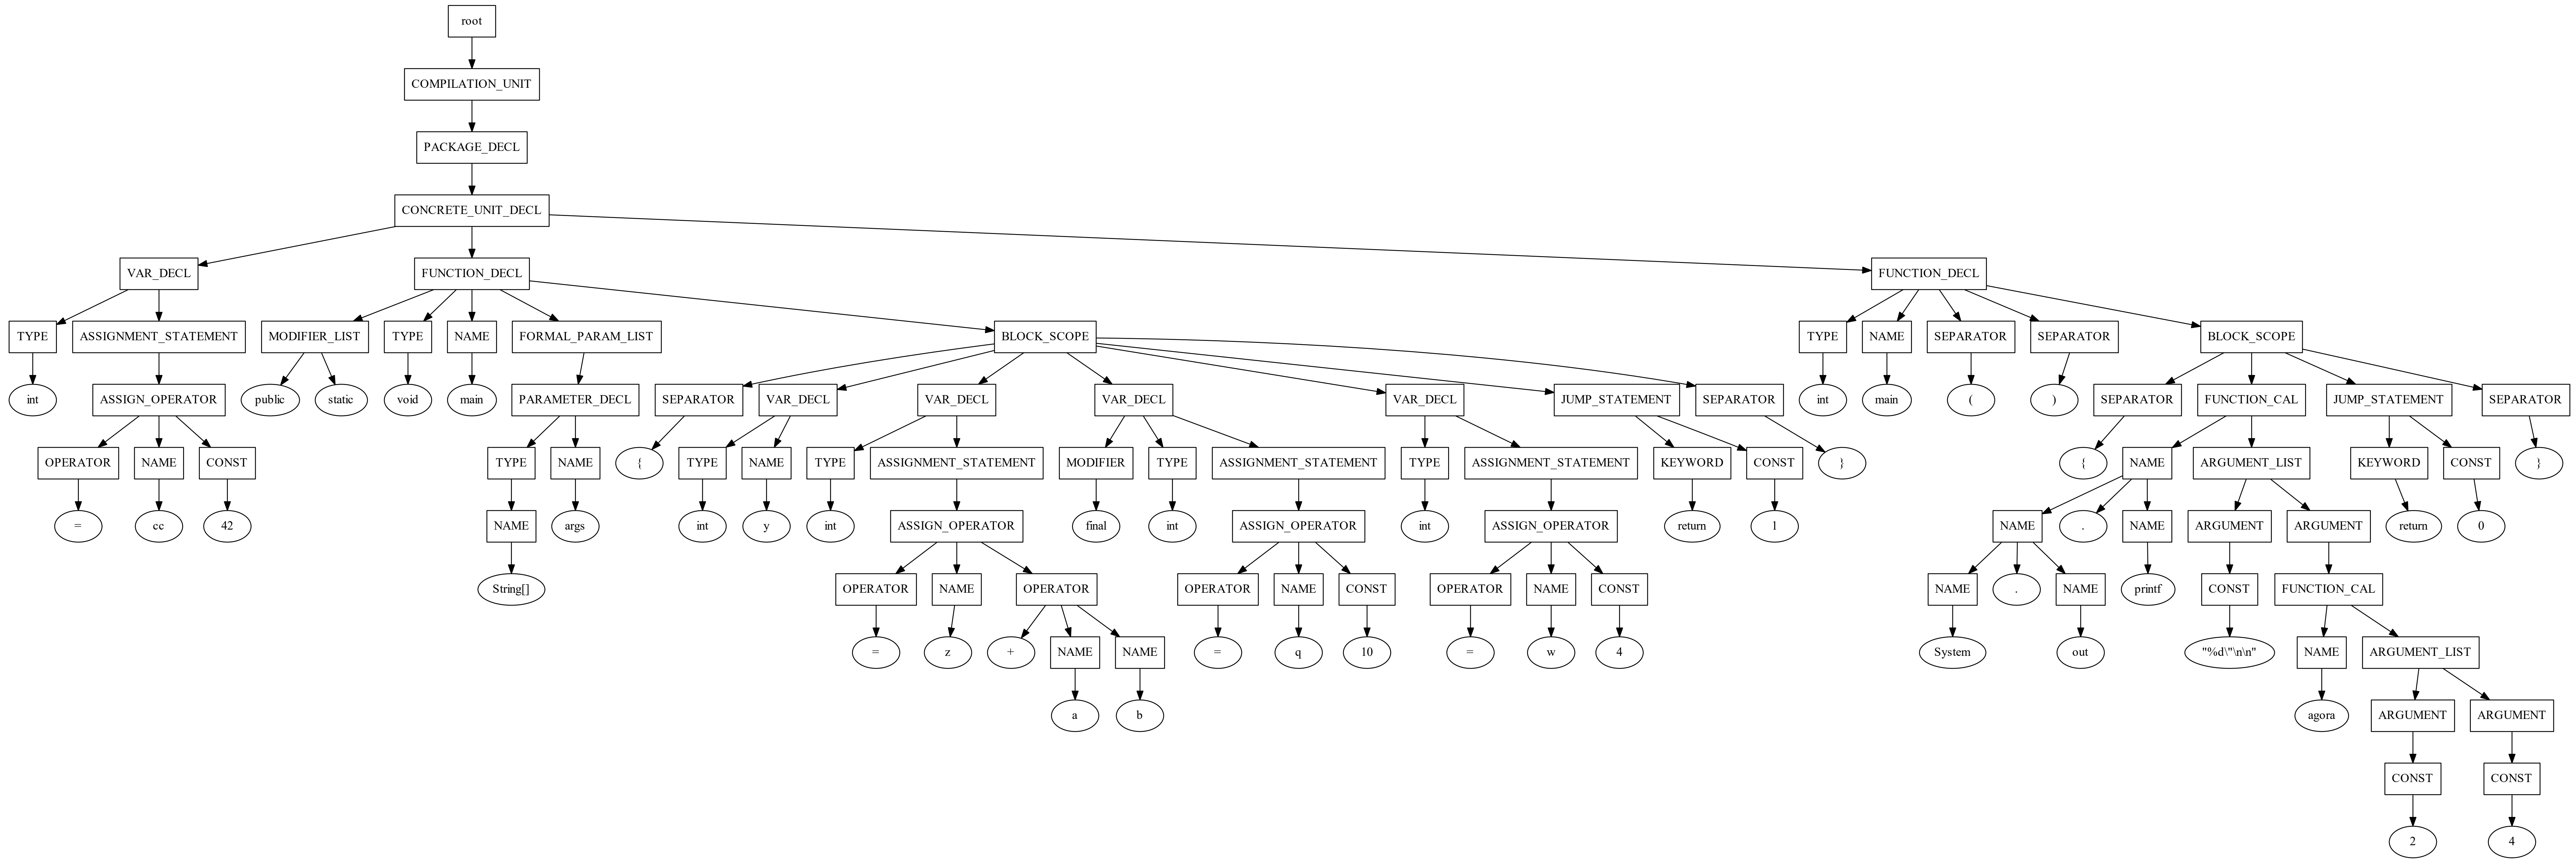 root
COMPILATION_UNIT
PACKAGE_DECL
CONCRETE_UNIT_DECL
VAR_DECL FUNCTION_DECL FUNCTION_DECL
TYPE ASSIGNMENT_STATEMENT MODIFIER_LIST TYPE NAME FORMAL_PARAM_LIST BLOCK_SCOPE TYPE NAME SEPARATOR SEPARATOR BLOCK_SCOPE
int ASSIGN_OPERATOR public static void main PARAMETER_DECL SEPARATOR VAR_DECL VAR_DECL VAR_DECL VAR_DECL JUMP_STATEMENT SEPARATOR int main ( ) SEPARATOR FUNCTION_CAL JUMP_STATEMENT SEPARATOR
OPERATOR NAME CONST TYPE NAME { TYPE NAME TYPE ASSIGNMENT_STATEMENT MODIFIER TYPE ASSIGNMENT_STATEMENT TYPE ASSIGNMENT_STATEMENT KEYWORD CONST } { NAME ARGUMENT_LIST KEYWORD CONST }
= cc 42 NAME args int y int ASSIGN_OPERATOR final int ASSIGN_OPERATOR int ASSIGN_OPERATOR return 1 NAME . NAME ARGUMENT ARGUMENT return 0
String[] OPERATOR NAME OPERATOR OPERATOR NAME CONST OPERATOR NAME CONST NAME . NAME printf CONST FUNCTION_CAL
= z + NAME NAME = q 10 = w 4 System out "%d\"\n\n" NAME ARGUMENT_LIST
a b agora ARGUMENT ARGUMENT
CONST CONST
2 4